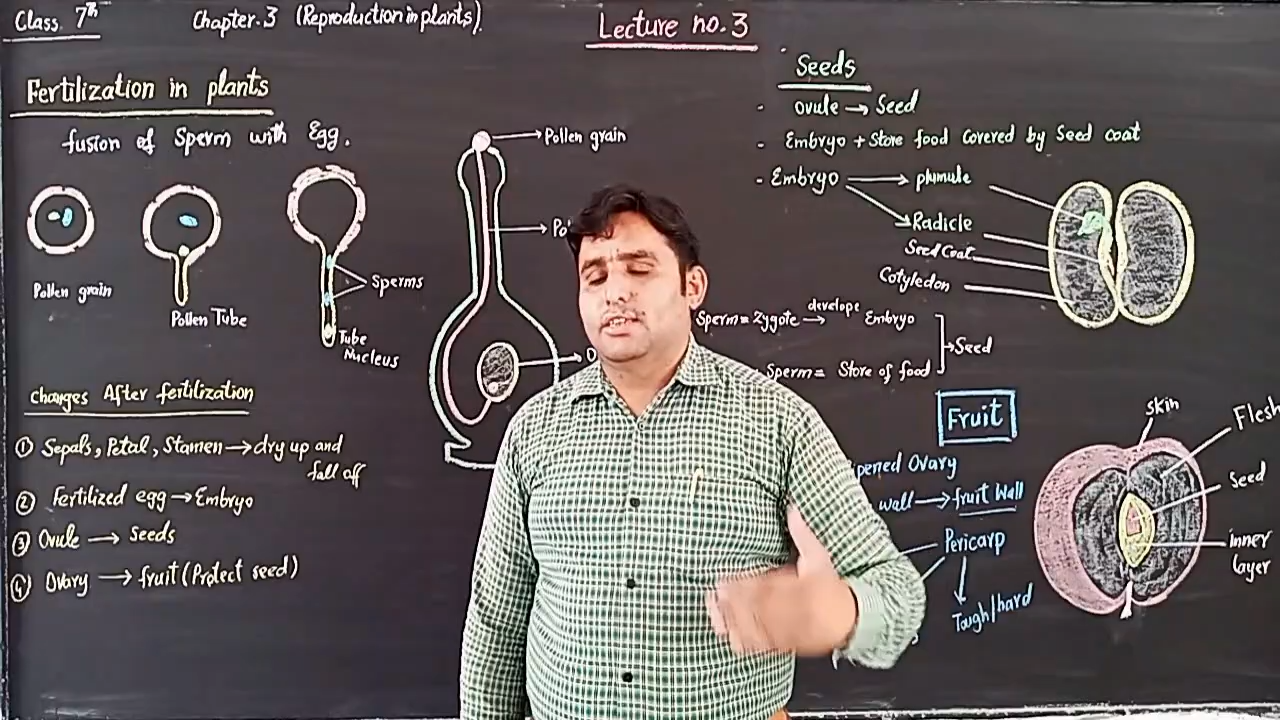 Class. 7th
Chapter.3 (Reproduction in plants).
Lecture no.3
Fertilization in plants
fusion of Sperm with Egg.
Pollen grain
Pollen Tube
Sperms
Tube
Nucleus
Pollen grain
changes After fertilization
① Sepals, Petal, Stamen → dry up and
fall off
② Fertilized egg → Embryo
③ Ovule → Seeds
④ Ovary → fruit (Protect seed)
Seeds
- Ovule → Seed
- Embryo + Store food Covered by Seed coat
- Embryo → plumule
Radicle
Seed Coat
Cotyledon
Sperm = Zygote develope → Embryo
Sperm = Store of food
Seed
Fruit
Ovary
wall → fruit Wall
Pericarp
Tough/hard
Skin
Flesh
Seed
inner
layer